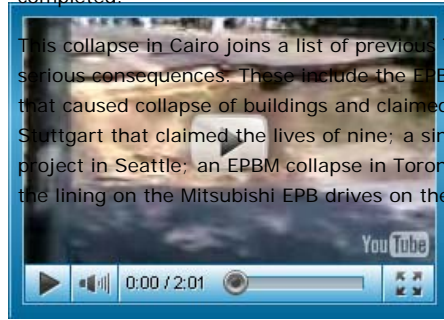 completed.
This collapse in Cairo joins a list of previous
serious consequences. These include the EPB
that caused collapse of buildings and claimed
Stuttgart that claimed the lives of nine; a
project in Seattle; an EPBM collapse in
the lining on the Mitsubishi EPB drives on the
YouTube
0:00 / 2:01